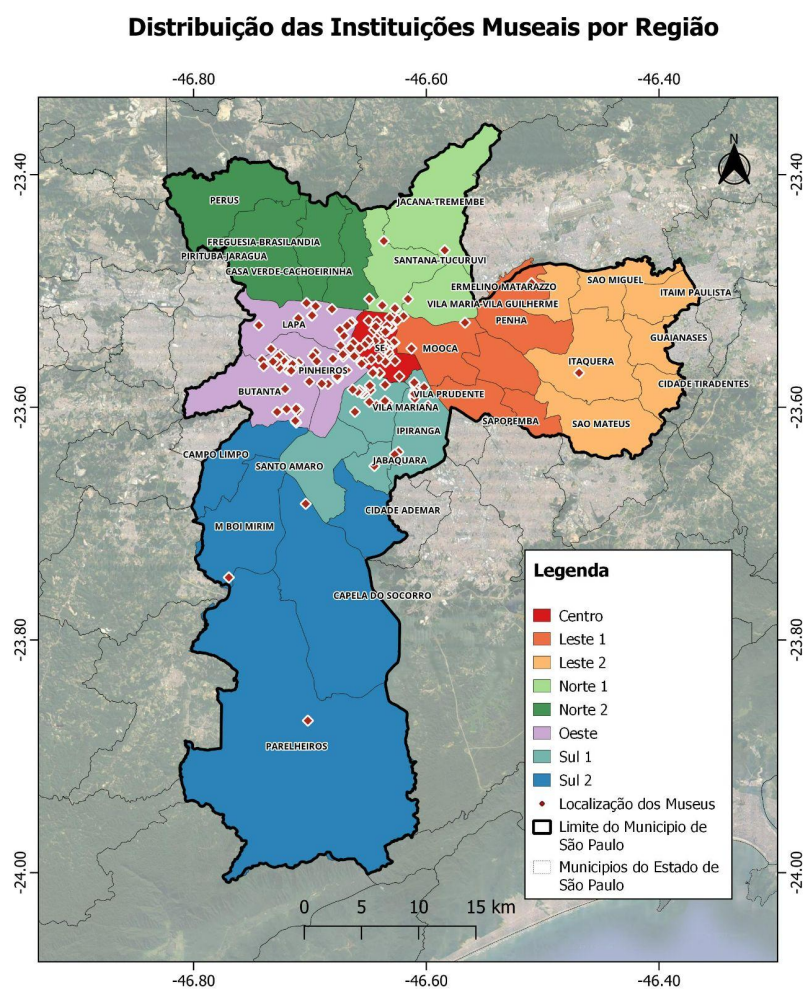 Distribuição das Instituições Museais por Região
-46.80
-46.60
-46.40
N
-23.40
-23.40
PERUS
JACANA-TREMEMBE
FREGUESIA-BRASILANDIA
PIRITUBA-JARAGUA
SANTANA-TUCURUVI
CASA VERDE-CACHOEIRINHA
SAO MIGUEL
ERMELINO MATARAZZO
ITAIM PAULISTA
VILA MARIA-VILA GUILHERME
LAPA
PENHA
GUAIANASES
SE
MOOCA
ITAQUERA
PINHEIROS
CIDADE TIRADENTES
BUTANTA
VILA PRUDENTE
-23.60
-23.60
VILA MARIANA
SAPOPEMBA
SAO MATEUS
IPIRANGA
CAMPO LIMPO
JABAQUARA
SANTO AMARO
CIDADE ADEMAR
M BOI MIRIM
CAPELA DO SOCORRO
-23.80
-23.80
PARELHEIROS
Legenda
Centro
Leste 1
Leste 2
Norte 1
Norte 2
Oeste
Sul 1
Sul 2
Localização dos Museus
Limite do Municipio de
São Paulo
Municipios do Estado de
São Paulo
-24.00
-24.00
0 5 10 15 km
-46.80
-46.60
-46.40